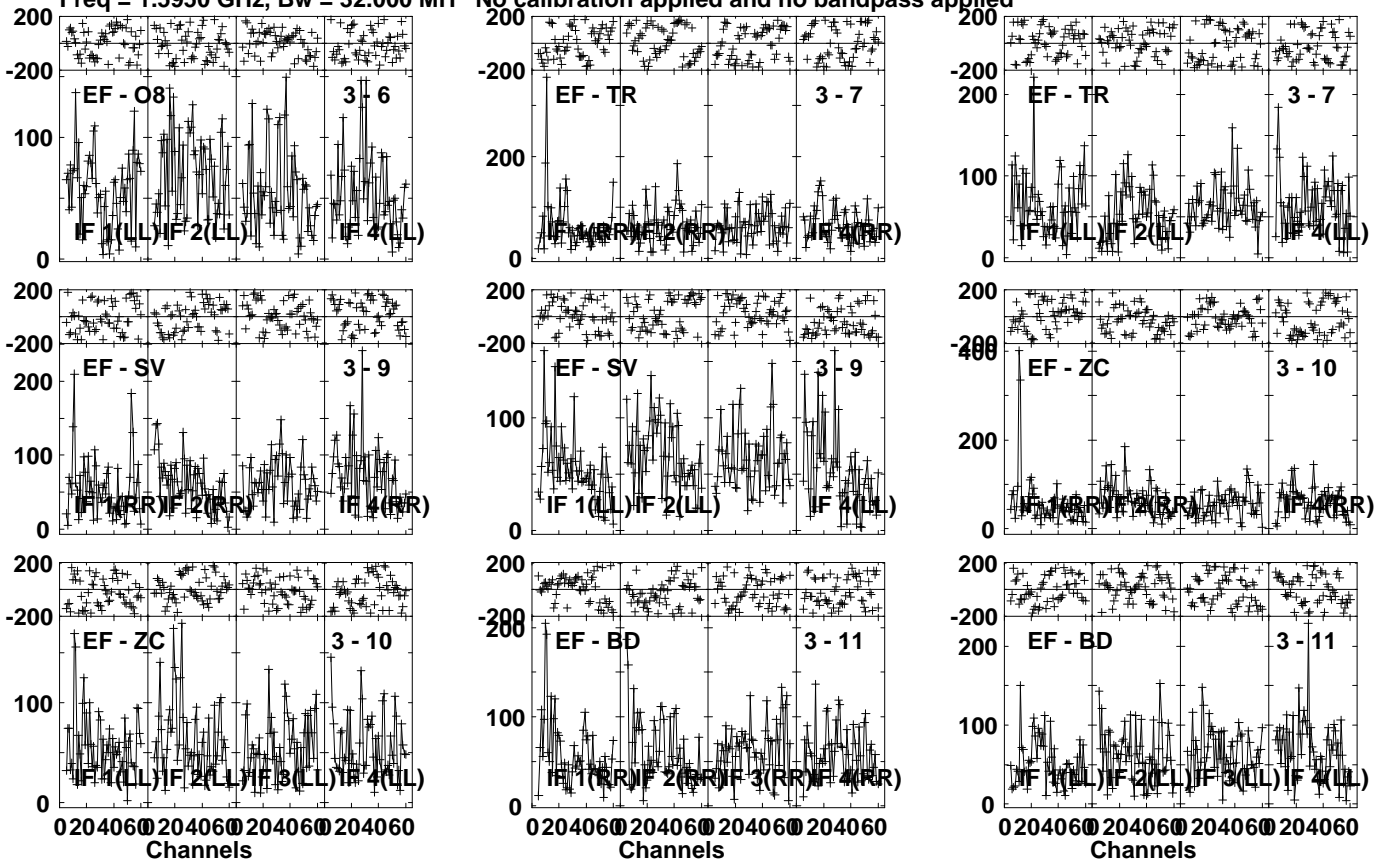 Freq = 1.5950 GHz, Bw = 32.000 MH No calibration applied and no bandpass applied
200
-200
EF - O8 3 - 6
100
0
IF 1(LL) IF 2(LL) IF 4(LL)
200
-200
EF - TR 3 - 7
200
0
IF 1(RR) IF 2(RR) IF 4(RR)
200
-200
200
EF - TR 3 - 7
100
0
IF 1(LL) IF 2(LL) IF 4(LL)
200
-200
EF - SV 3 - 9
200
100
0
IF 1(RR) IF 2(RR) IF 4(RR)
200
-200
EF - SV 3 - 9
100
0
IF 1(LL) IF 2(LL) IF 4(LL)
200
-200
400
EF - ZC 3 - 10
200
0
IF 1(RR) IF 2(RR) IF 4(RR)
200
-200
200
EF - ZC 3 - 10
100
0
IF 1(LL) IF 2(LL) IF 3(LL) IF 4(LL)
0 20 40 60 0 20 40 60 0 20 40 60 0 20 40 60
Channels
200
-200
200
EF - BD 3 - 11
100
0
IF 1(RR) IF 2(RR) IF 3(RR) IF 4(RR)
0 20 40 60 0 20 40 60 0 20 40 60 0 20 40 60
Channels
200
-200
200
EF - BD 3 - 11
100
0
IF 1(LL) IF 2(LL) IF 3(LL) IF 4(LL)
0 20 40 60 0 20 40 60 0 20 40 60 0 20 40 60
Channels